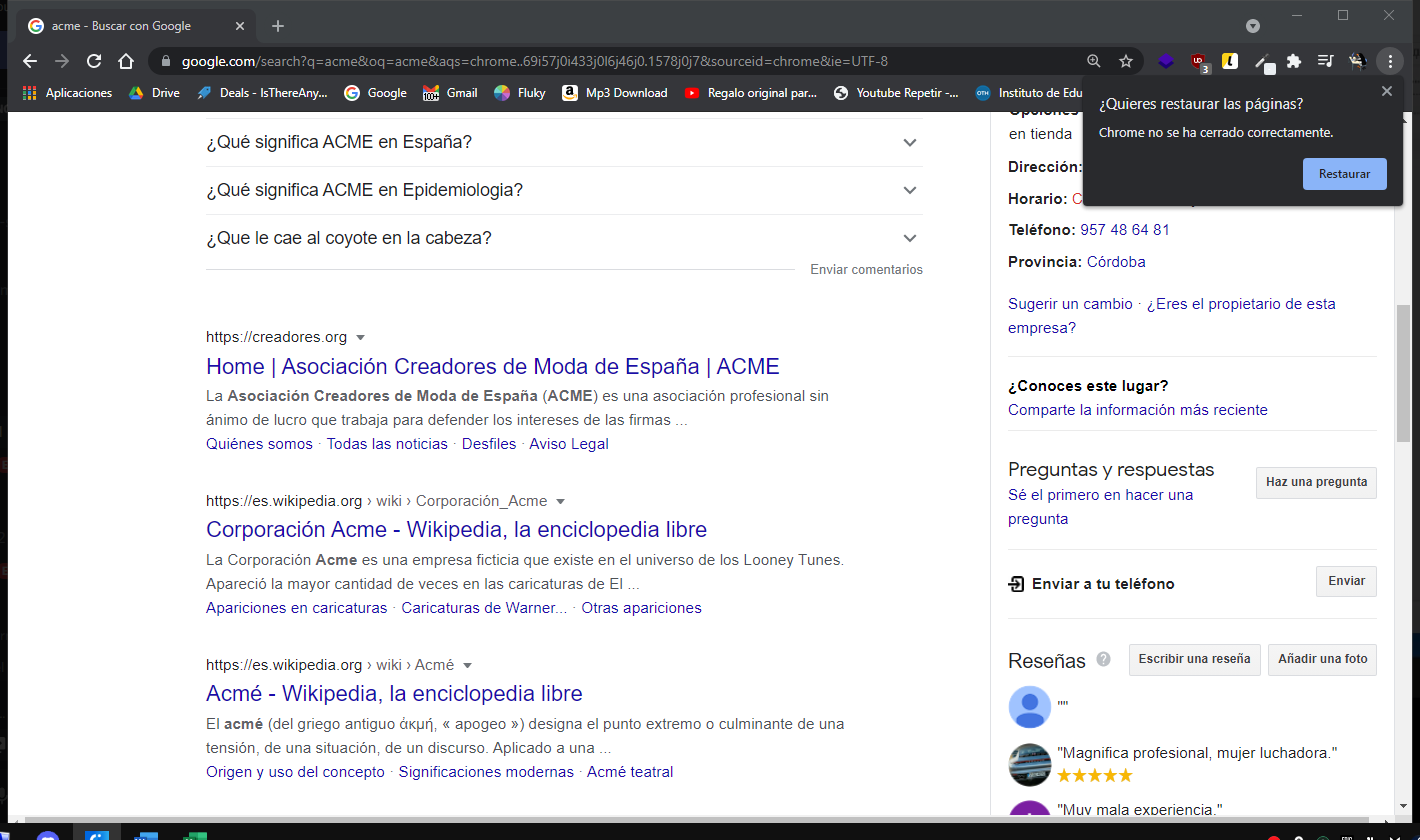 acme - Buscar con Google
google.com/search?q=acme&oq=acme&aqs=chrome..69i57j0i433j0l6j46j0.1578j0j7&sourceid=chrome&ie=UTF-8
UD
3
L
Aplicaciones
Drive
Deals - IsThereAny...
Google
100+
Gmail
Fluky
a
Mp3 Download
Regalo original par...
Youtube Repetir -...
OTH
Instituto de Edu
¿Quieres restaurar las páginas?
Chrome no se ha cerrado correctamente.
Restaurar
¿Qué significa ACME en España?
¿Qué significa ACME en Epidemiologia?
¿Que le cae al coyote en la cabeza?
Enviar comentarios
https://creadores.org
Home | Asociación Creadores de Moda de España | ACME
La Asociación Creadores de Moda de España (ACME) es una asociación profesional sin
ánimo de lucro que trabaja para defender los intereses de las firmas ...
Quiénes somos · Todas las noticias · Desfiles · Aviso Legal
https://es.wikipedia.org › wiki › Corporación_Acme
Corporación Acme - Wikipedia, la enciclopedia libre
La Corporación Acme es una empresa ficticia que existe en el universo de los Looney Tunes.
Apareció la mayor cantidad de veces en las caricaturas de El ...
Apariciones en caricaturas · Caricaturas de Warner... · Otras apariciones
https://es.wikipedia.org › wiki › Acmé
Acmé - Wikipedia, la enciclopedia libre
El acmé (del griego antiguo ἀκμή, « apogeo ») designa el punto extremo o culminante de una
tensión, de una situación, de un discurso. Aplicado a una ...
Origen y uso del concepto · Significaciones modernas · Acmé teatral
Opciones
en tienda
Dirección:
Horario: C
Teléfono: 957 48 64 81
Provincia: Córdoba
Sugerir un cambio · ¿Eres el propietario de esta
empresa?
¿Conoces este lugar?
Comparte la información más reciente
Preguntas y respuestas
Haz una pregunta
Sé el primero en hacer una
pregunta
Enviar a tu teléfono
Enviar
Reseñas
?
Escribir una reseña
Añadir una foto
""
"Magnifica profesional, mujer luchadora."
"Muy mala experiencia."